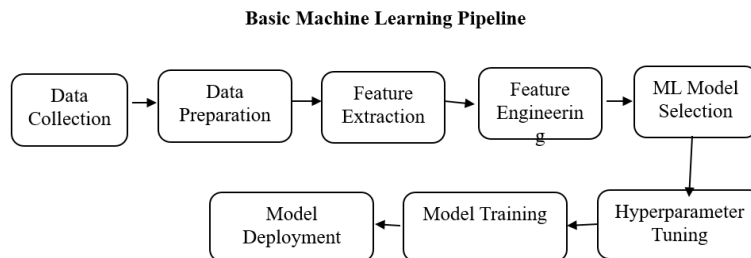 Basic Machine Learning Pipeline
Data
Collection
Data
Preparation
Feature
Extraction
Feature
Engineerin
g
ML Model
Selection
Hyperparameter
Tuning
Model Training
Model
Deployment